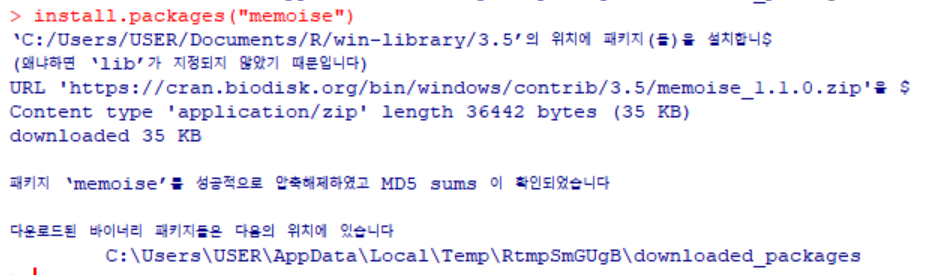 > install.packages("memoise")
‘C:/Users/USER/Documents/R/win-library/3.5’의 위치에 패키지(들)을 설치합니$
(왜냐하면 ‘lib’가 지정되지 않았기 때문입니다)
URL 'https://cran.biodisk.org/bin/windows/contrib/3.5/memoise_1.1.0.zip'을 $
Content type 'application/zip' length 36442 bytes (35 KB)
downloaded 35 KB
패키지 ‘memoise’를 성공적으로 압축해제하였고 MD5 sums 이 확인되었습니다
다운로드된 바이너리 패키지들은 다음의 위치에 있습니다
C:\Users\USER\AppData\Local\Temp\RtmpSmGUgB\downloaded_packages